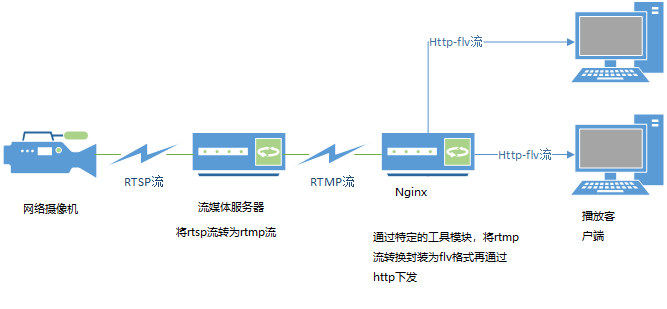 Http-flv流
RTSP流
RTMP流
Http-flv流
网络摄像机
流媒体服务器
将rtsp流转为rtmp流
Nginx
通过特定的工具模块，将rtmp
流转换封装为flv格式再通过
http下发
播放客
户端